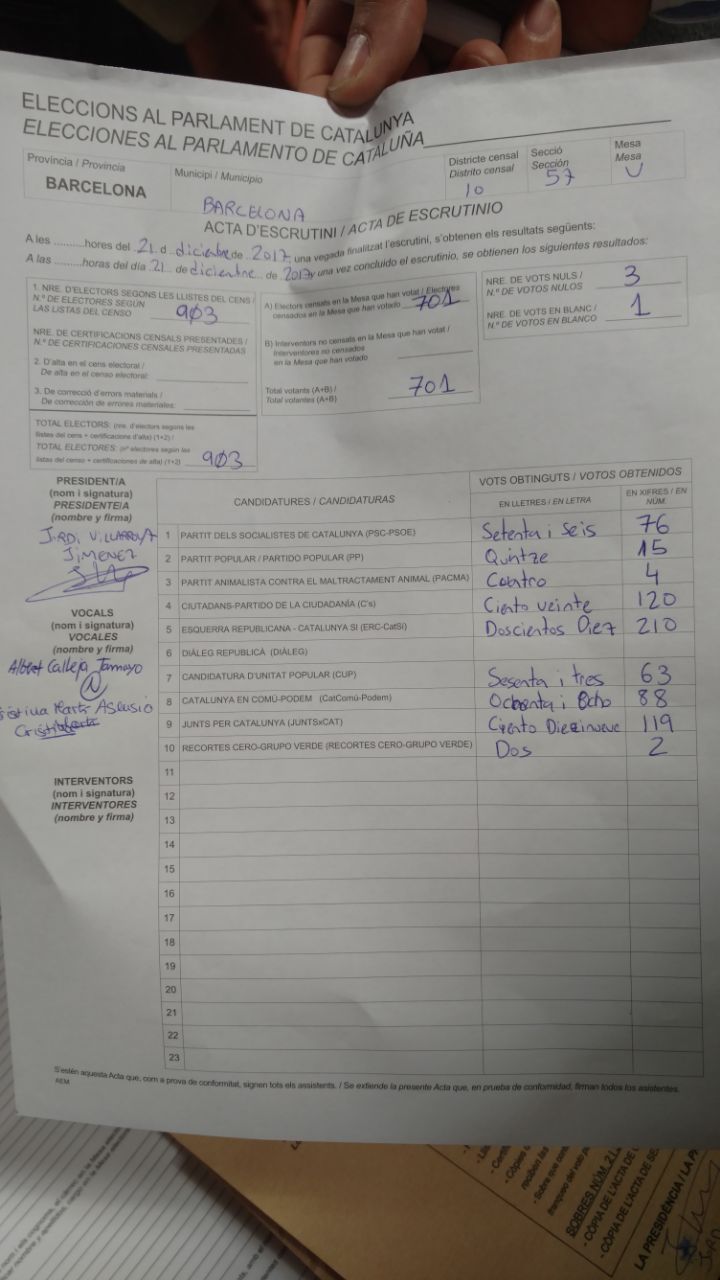 ELECCIONS AL PARLAMENT DE CATALUNYA
ELECCIONES AL PARLAMENTO DE CATALUÑA
Província / Provincia
BARCELONA
Municipi / Municipio
BARCELONA
Districte censal
Distrito censal
10
Secció
Sección
57
Mesa
Mesa
U
ACTA D'ESCRUTINI / ACTA DE ESCRUTINIO
A les ..........hores del 21 d diciembre de 2017, una vegada finalitzat l'escrutini, s'obtenen els resultats següents:
A las ..........horas del día 21 de diciembre de 2017 y una vez concluido el escrutinio, se obtienen los siguientes resultados:
1. NRE. D'ELECTORS SEGONS LES LLISTES DEL CENS /
N.º DE ELECTORES SEGÚN
LAS LISTAS DEL CENSO 903
NRE. DE CERTIFICACIONS CENSALS PRESENTADES /
N.º DE CERTIFICACIONES CENSALES PRESENTADAS
2. D'alta en el cens electoral /
De alta en el censo electoral:
3. De correcció d'errors materials /
De corrección de errores materiales:
TOTAL ELECTORS: (nre. d'electors segons les
llistes del cens + certificacions d'alta) (1+2) /
TOTAL ELECTORES: (nº electores según las
listas del censo + certificaciones de alta) (1+2) 903
A) Electors censats en la Mesa que han votat / Electores
censados en la Mesa que han votado 701
B) Interventors no censats en la Mesa que han votat /
Interventores no censados
en la Mesa que han votado
Total votants (A+B) /
Total votantes (A+B) 701
NRE. DE VOTS NULS /
N.º DE VOTOS NULOS 3
NRE. DE VOTS EN BLANC /
N.º DE VOTOS EN BLANCO 1
PRESIDENT/A
(nom i signatura)
PRESIDENTE/A
(nombre y firma)
JIMENEZ
VOCALS
(nom i signatura)
VOCALES
(nombre y firma)
Albert Calleja Tamayo
INTERVENTORS
(nom i signatura)
INTERVENTORES
(nombre y firma)
CANDIDATURES / CANDIDATURAS
VOTS OBTINGUTS / VOTOS OBTENIDOS
EN LLETRES / EN LETRA
EN XIFRES / EN NÚM.
1 PARTIT DELS SOCIALISTES DE CATALUNYA (PSC-PSOE) Setenta i seis 76
2 PARTIT POPULAR / PARTIDO POPULAR (PP) Quintze 15
3 PARTIT ANIMALISTA CONTRA EL MALTRACTAMENT ANIMAL (PACMA) Cuatro 4
4 CIUTADANS-PARTIDO DE LA CIUDADANÍA (C's) Ciento veinte 120
5 ESQUERRA REPUBLICANA - CATALUNYA SI (ERC-CatSí) Doscientos Diez 210
6 DIÀLEG REPUBLICÀ (DIÀLEG)
7 CANDIDATURA D'UNITAT POPULAR (CUP) Sesenta i tres 63
8 CATALUNYA EN COMÚ-PODEM (CatComú-Podem) Ochenta i Ocho 88
9 JUNTS PER CATALUNYA (JUNTSxCAT) Ciento Diecinueve 119
10 RECORTES CERO-GRUPO VERDE (RECORTES CERO-GRUPO VERDE) Dos 2
11
12
13
14
15
16
17
18
19
20
21
22
23
S'estén aquesta Acta que, com a prova de conformitat, signen tots els assistents. / Se extiende la presente Acta que, en prueba de conformidad, firman todos los asistentes.
AEM.
SOBRES NÚM. 2
- CÒPIA DE L'ACTA DE
- CÒPIA DE L'ACTA DE SE
LA PRESIDÈNCIA / LA